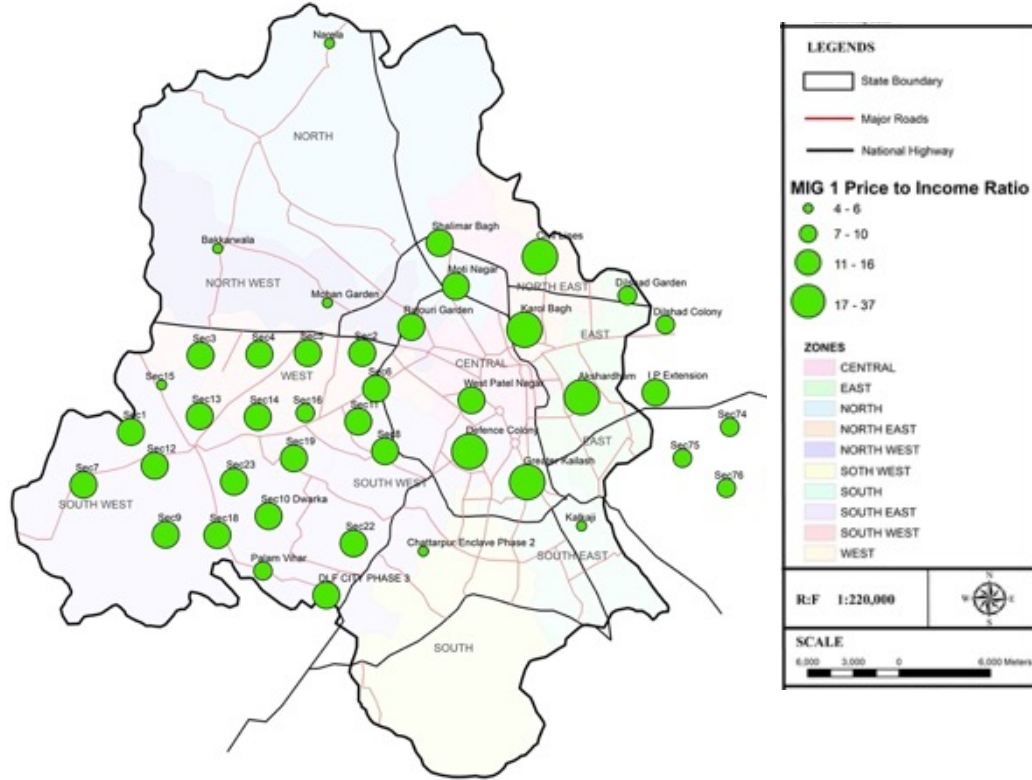 Narela
NORTH
Shalimar Bagh
Civil Lines
Bakkarwala
Moti Nagar
NORTH WEST
NORTH EAST
Dilshad Garden
Mohan Garden
Rajouri Garden
Karol Bagh
Dilshad Colony
EAST
Sec3
Sec4
Sec5
Sec2
CENTRAL
WEST
Sec15
Sec6
West Patel Nagar
Akshardham
I.P Extension
Sec1
Sec13
Sec14
Sec16
Sec11
Sec74
Defence Colony
EAST
Sec12
Sec19
Sec8
Sec75
Sec7
Sec23
SOUTH WEST
Greater Kailash
Sec76
SOUTH WEST
Sec10 Dwarka
Sec9
Sec18
Sec22
Kalkaji
Chattarpur Enclave Phase 2
SOUTH EAST
Palam Vihar
DLF CITY PHASE 3
SOUTH
LEGENDS
State Boundary
Major Roads
National Highway
MIG 1 Price to Income Ratio
4 - 6
7 - 10
11 - 16
17 - 37
ZONES
CENTRAL
EAST
NORTH
NORTH EAST
NORTH WEST
SOTH WEST
SOUTH
SOUTH EAST
SOUTH WEST
WEST
R:F 1:220,000
N
W E
S
SCALE
6,000 3,000 0 6,000 Meters